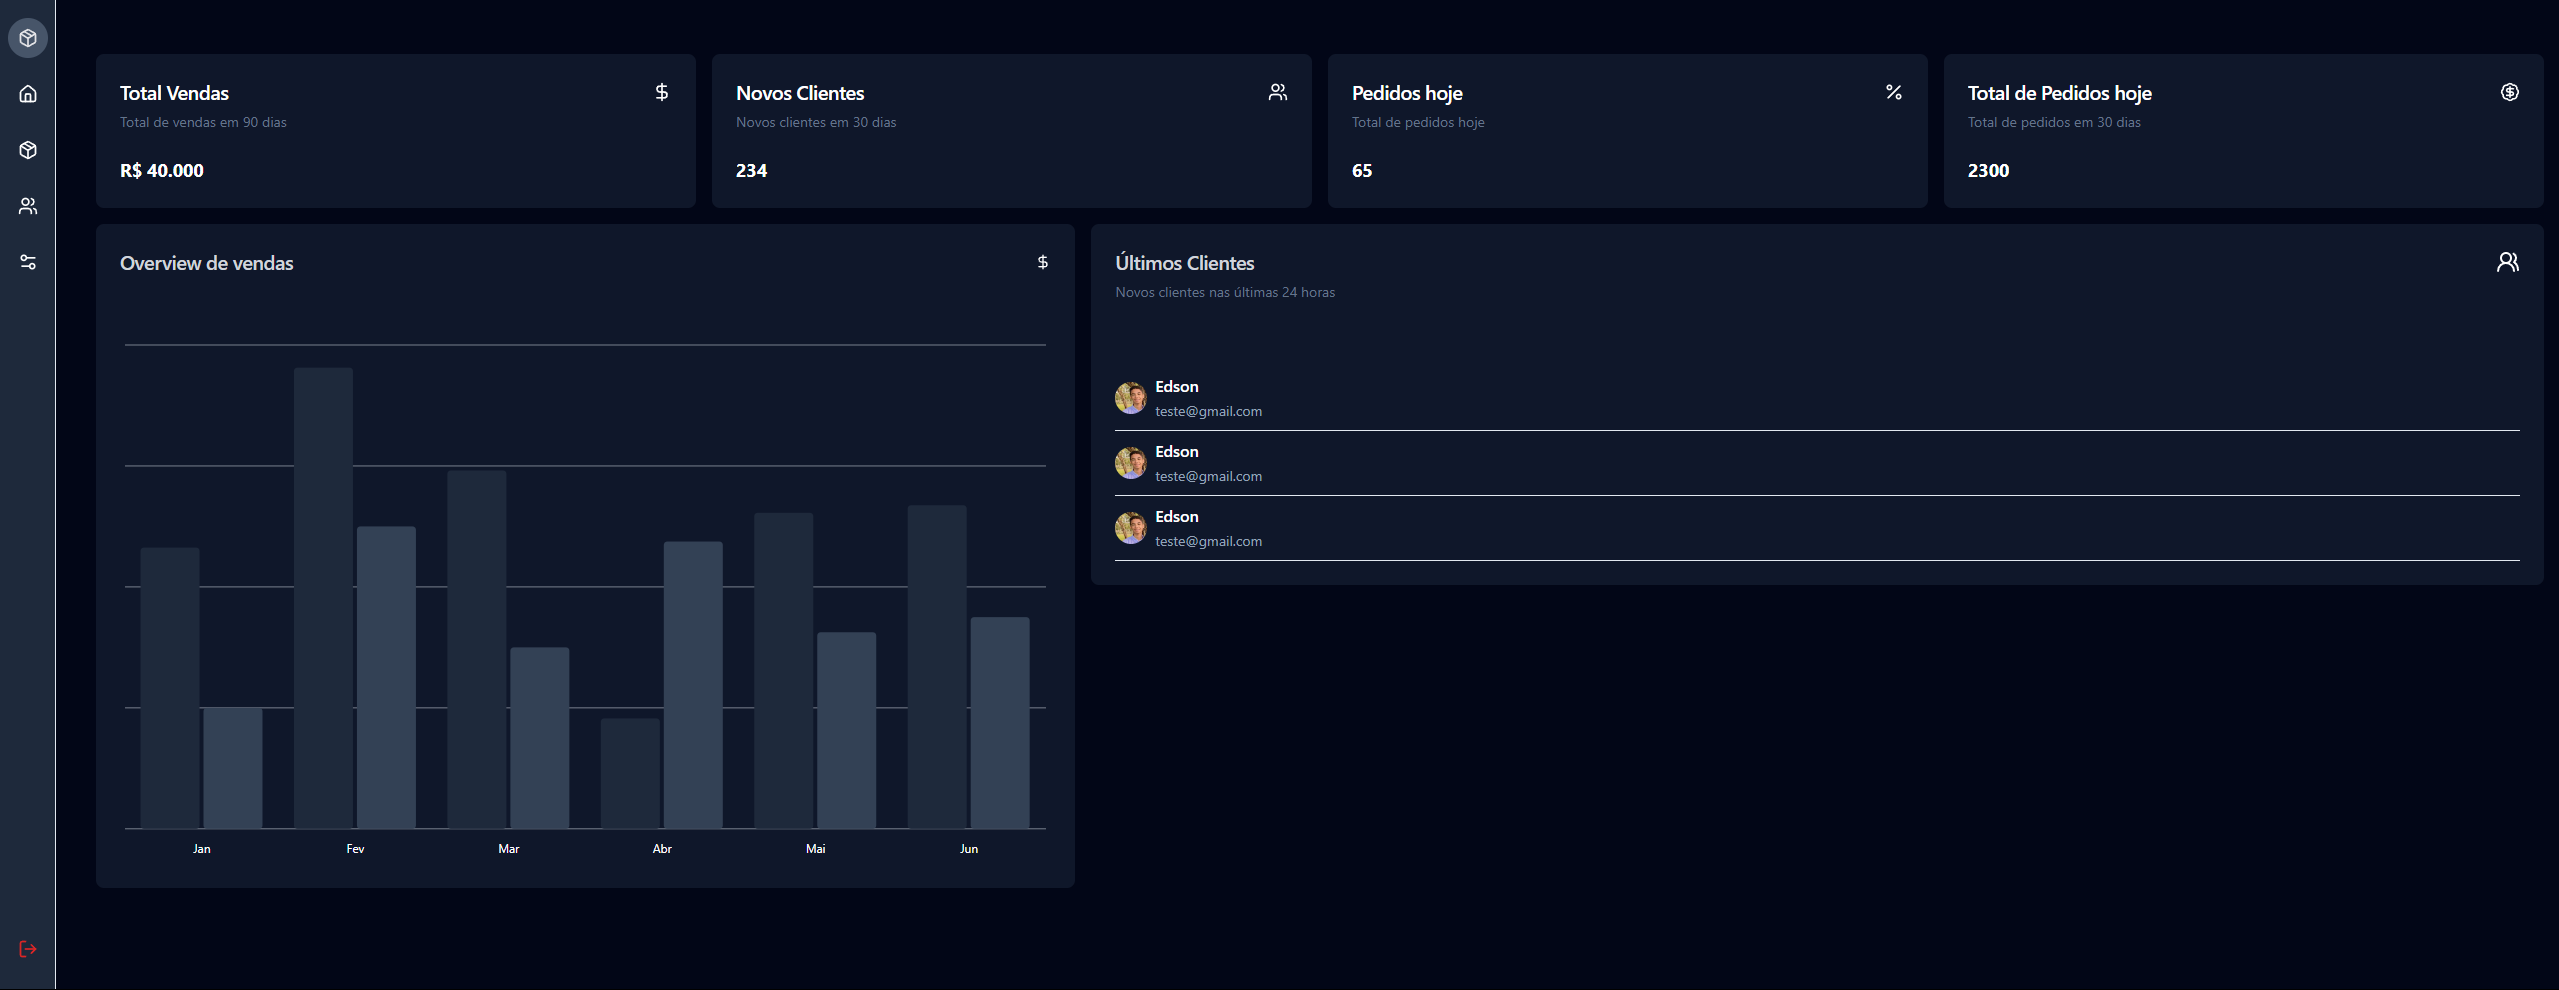 Total Vendas
Total de vendas em 90 dias
R$ 40.000
Novos Clientes
Novos clientes em 30 dias
234
Pedidos hoje
Total de pedidos hoje
65
Total de Pedidos hoje
Total de pedidos em 30 dias
2300
Overview de vendas
Jan Fev Mar Abr Mai Jun
Últimos Clientes
Novos clientes nas últimas 24 horas
Edson
teste@gmail.com
Edson
teste@gmail.com
Edson
teste@gmail.com